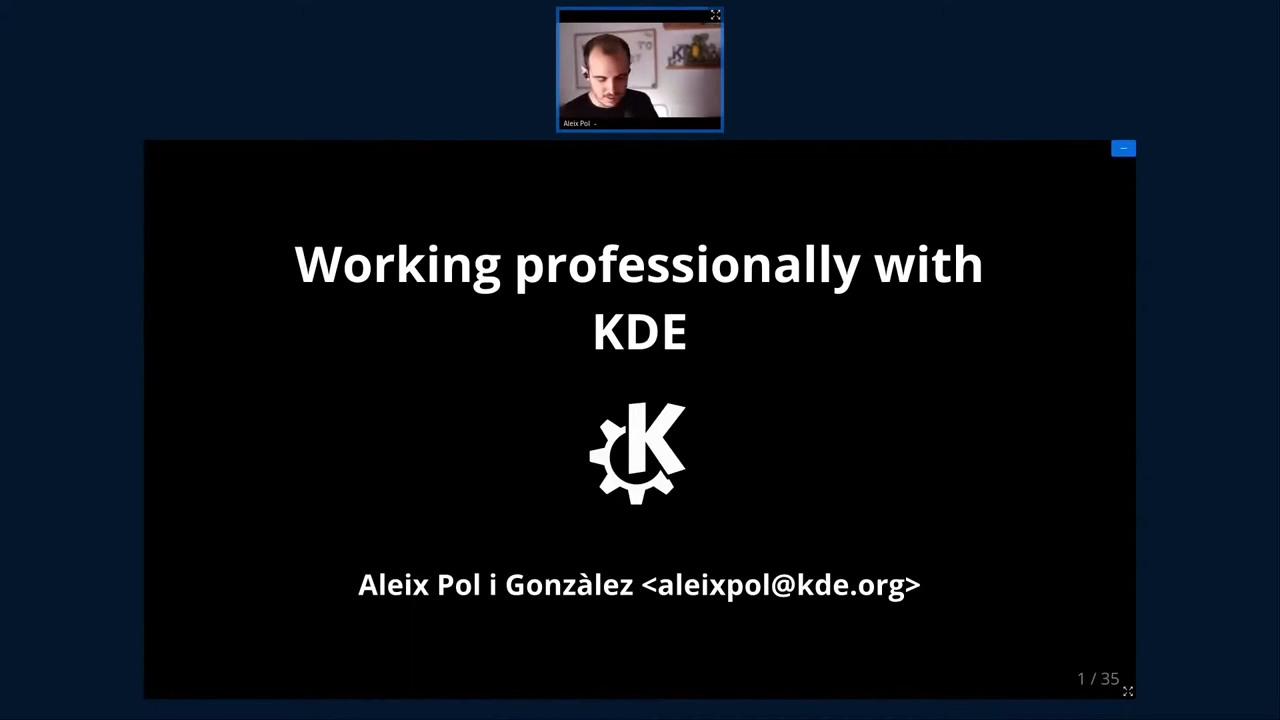 Aleix Pol -
Working professionally with
KDE
K
Aleix Pol i Gonzàlez <aleixpol@kde.org>
1 / 35